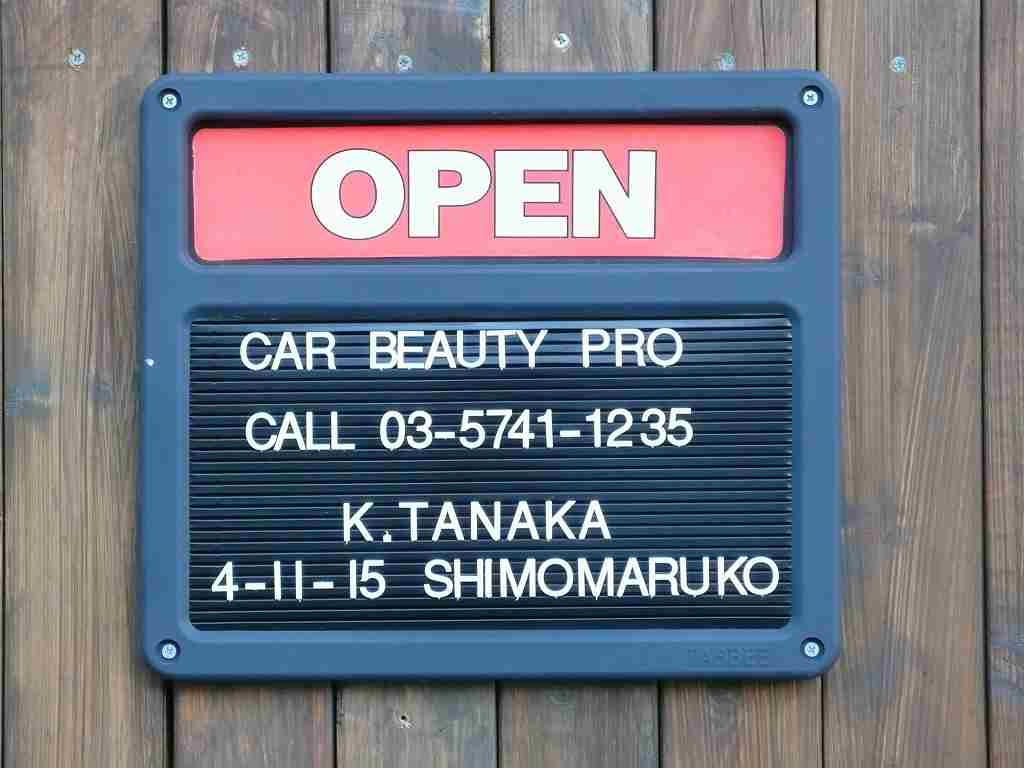 OPEN
CAR BEAUTY PRO
CALL 03-5741-1235
K.TANAKA
4-11-15 SHIMOMARUKO